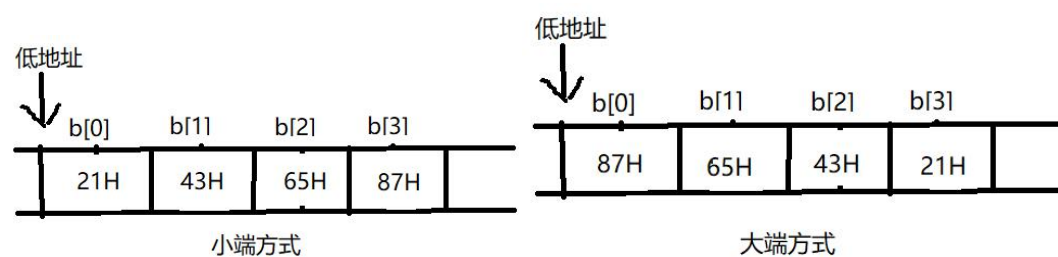 低地址
b[0] b[1] b[2] b[3]
21H 43H 65H 87H
小端方式
低地址
b[0] b[1] b[2] b[3]
87H 65H 43H 21H
大端方式